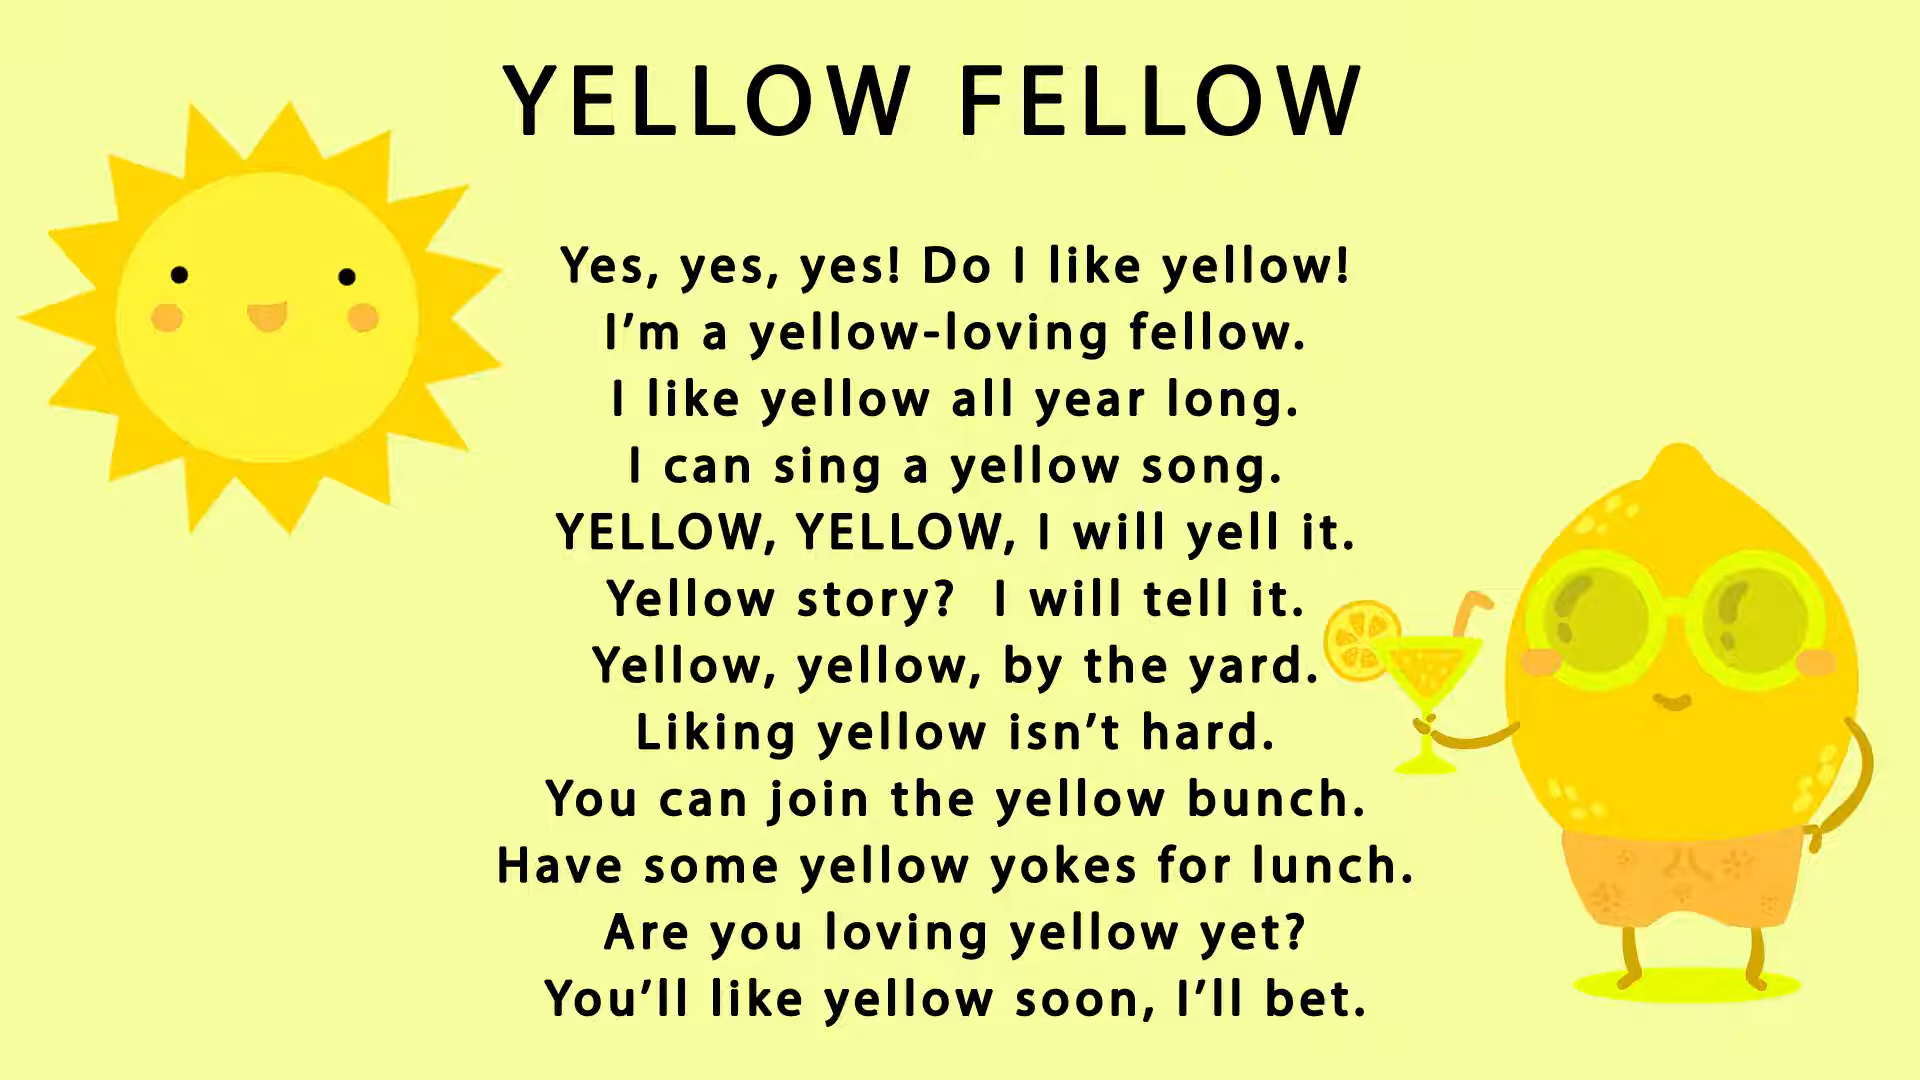 YELLOW FELLOW
Yes, yes, yes! Do I like yellow!
I’m a yellow-loving fellow.
I like yellow all year long.
I can sing a yellow song.
YELLOW, YELLOW, I will yell it.
Yellow story?  I will tell it.
Yellow, yellow, by the yard.
Liking yellow isn’t hard.
You can join the yellow bunch.
Have some yellow yokes for lunch.
Are you loving yellow yet?
You’ll like yellow soon, I’ll bet.